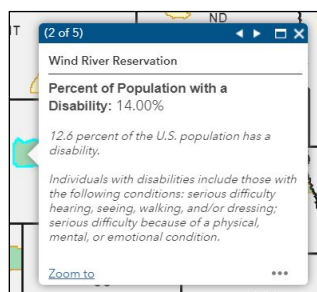 ND
IT
(2 of 5)
Wind River Reservation
Percent of Population with a
Disability: 14.00%
12.6 percent of the U.S. population has a
disability.
Individuals with disabilities include those with
the following conditions: serious difficulty
hearing, seeing, walking, and/or dressing;
serious difficulty because of a physical,
mental, or emotional condition.
Zoom to